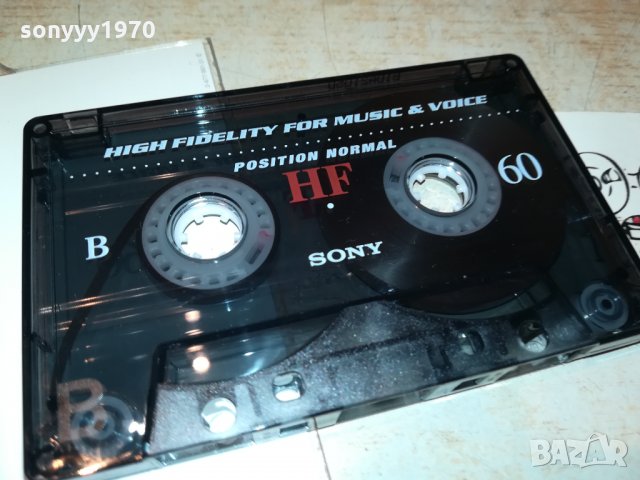 sonyyy1970
HIGH FIDELITY FOR MUSIC & VOICE
POSITION NORMAL
HF
60
B
SONY
B
BAZAR